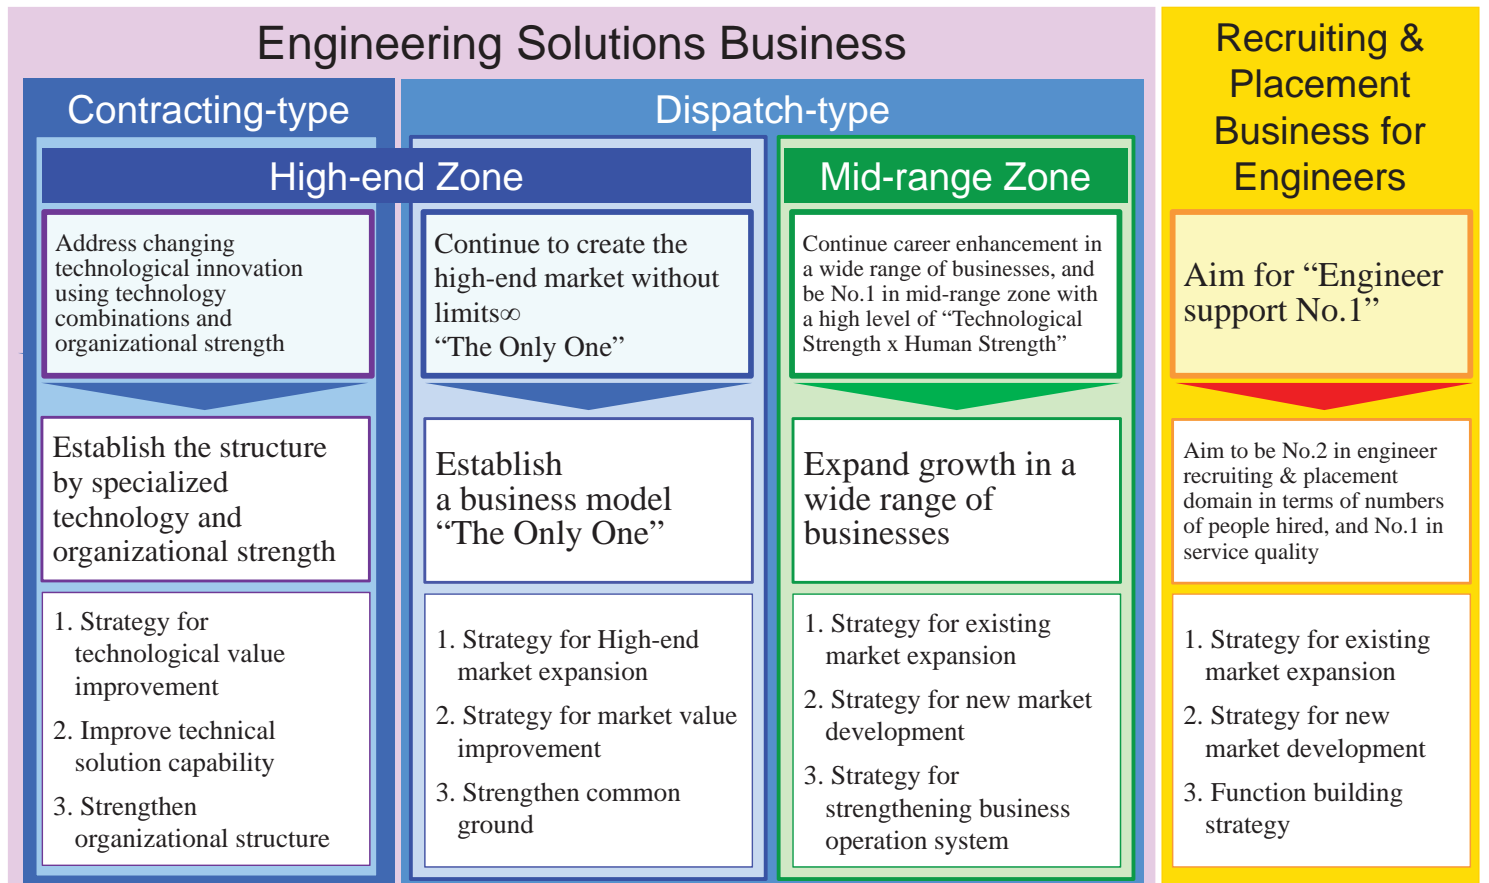 Engineering Solutions Business
Contracting-type
Dispatch-type
High-end Zone
Mid-range Zone
Address changing
technological innovation
using technology
combinations and
organizational strength
Establish the structure
by specialized
technology and
organizational strength
1. Strategy for
technological value
improvement
2. Improve technical
solution capability
3. Strengthen
organizational structure
Continue to create the
high-end market without
limits∞
“The Only One”
Establish
a business model
“The Only One”
1. Strategy for High-end
market expansion
2. Strategy for market value
improvement
3. Strengthen common
ground
Continue career enhancement in
a wide range of businesses, and
be No.1 in mid-range zone with
a high level of “Technological
Strength x Human Strength”
Expand growth in a
wide range of
businesses
1. Strategy for existing
market expansion
2. Strategy for new market
development
3. Strategy for
strengthening business
operation system
Recruiting &
Placement
Business for
Engineers
Aim for “Engineer
support No.1”
Aim to be No.2 in engineer
recruiting & placement
domain in terms of numbers
of people hired, and No.1 in
service quality
1. Strategy for existing
market expansion
2. Strategy for new
market development
3. Function building
strategy